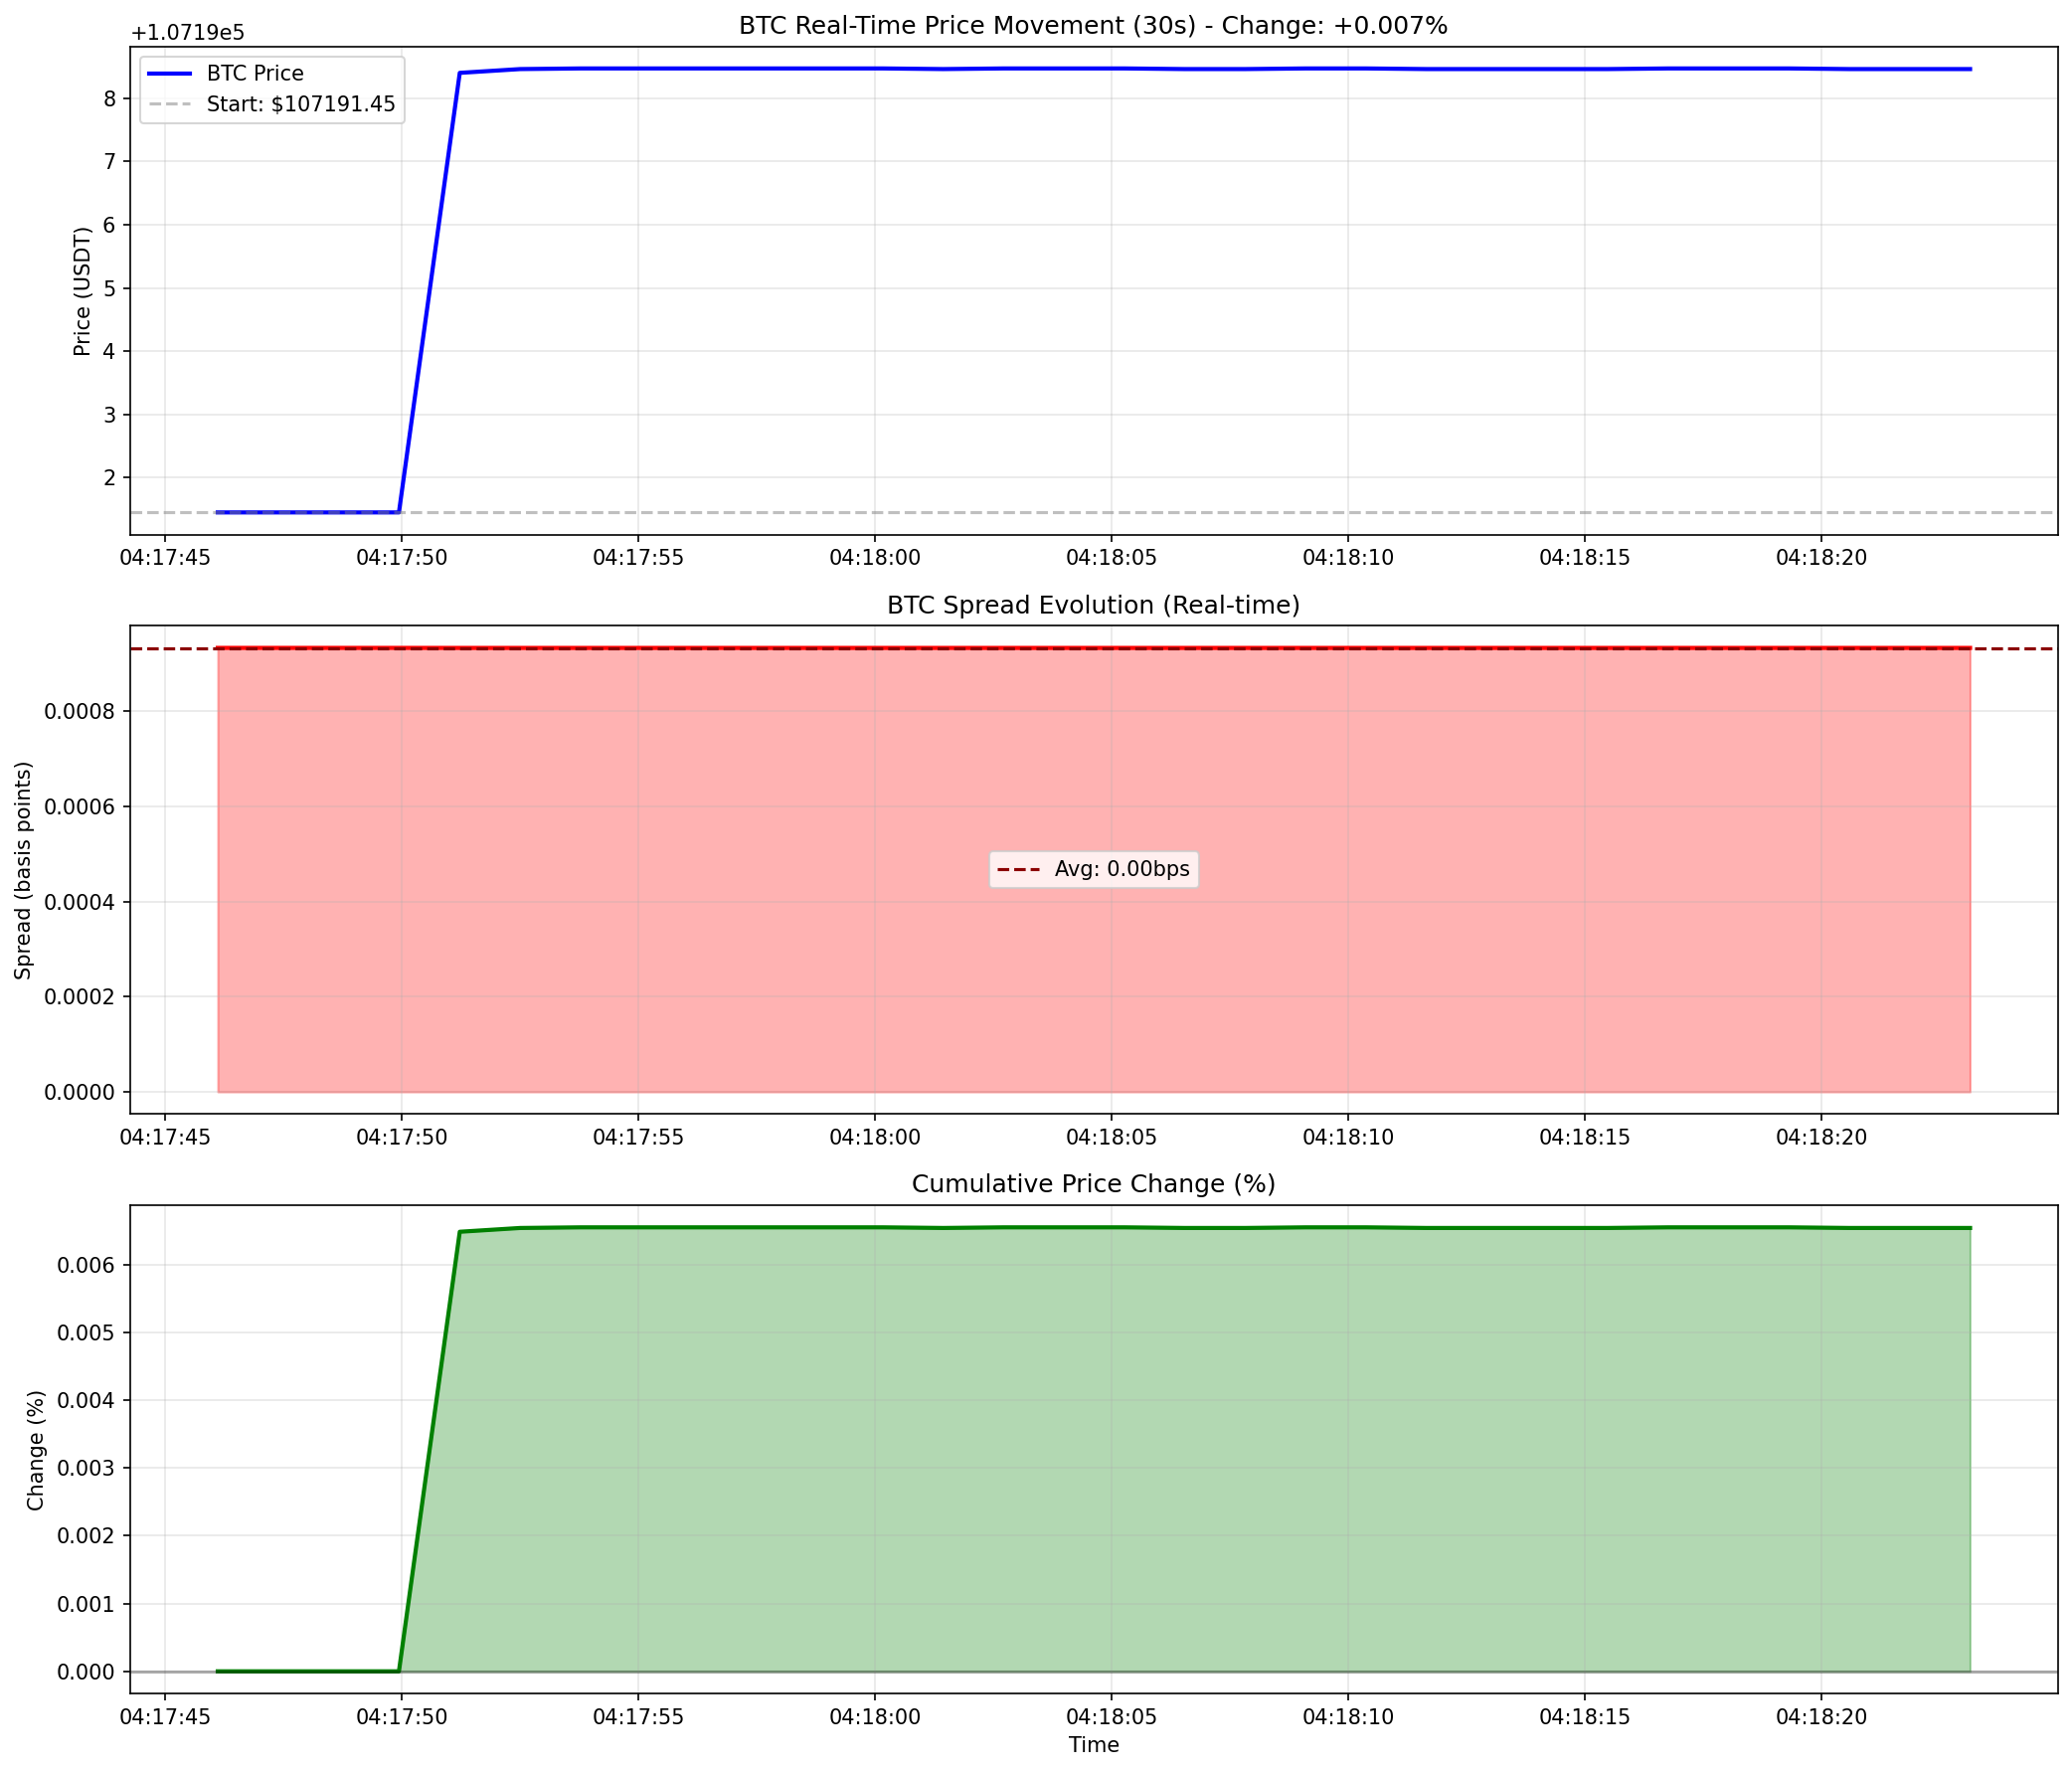 BTC Real-Time Price Movement (30s) - Change: +0.007%
+1.0719e5
BTC Price
Start: $107191.45
Price (USDT)
8
7
6
5
4
3
2
04:17:45 04:17:50 04:17:55 04:18:00 04:18:05 04:18:10 04:18:15 04:18:20
BTC Spread Evolution (Real-time)
Spread (basis points)
0.0008
0.0006
0.0004
0.0002
0.0000
Avg: 0.00bps
04:17:45 04:17:50 04:17:55 04:18:00 04:18:05 04:18:10 04:18:15 04:18:20
Cumulative Price Change (%)
Change (%)
0.006
0.005
0.004
0.003
0.002
0.001
0.000
04:17:45 04:17:50 04:17:55 04:18:00 04:18:05 04:18:10 04:18:15 04:18:20
Time